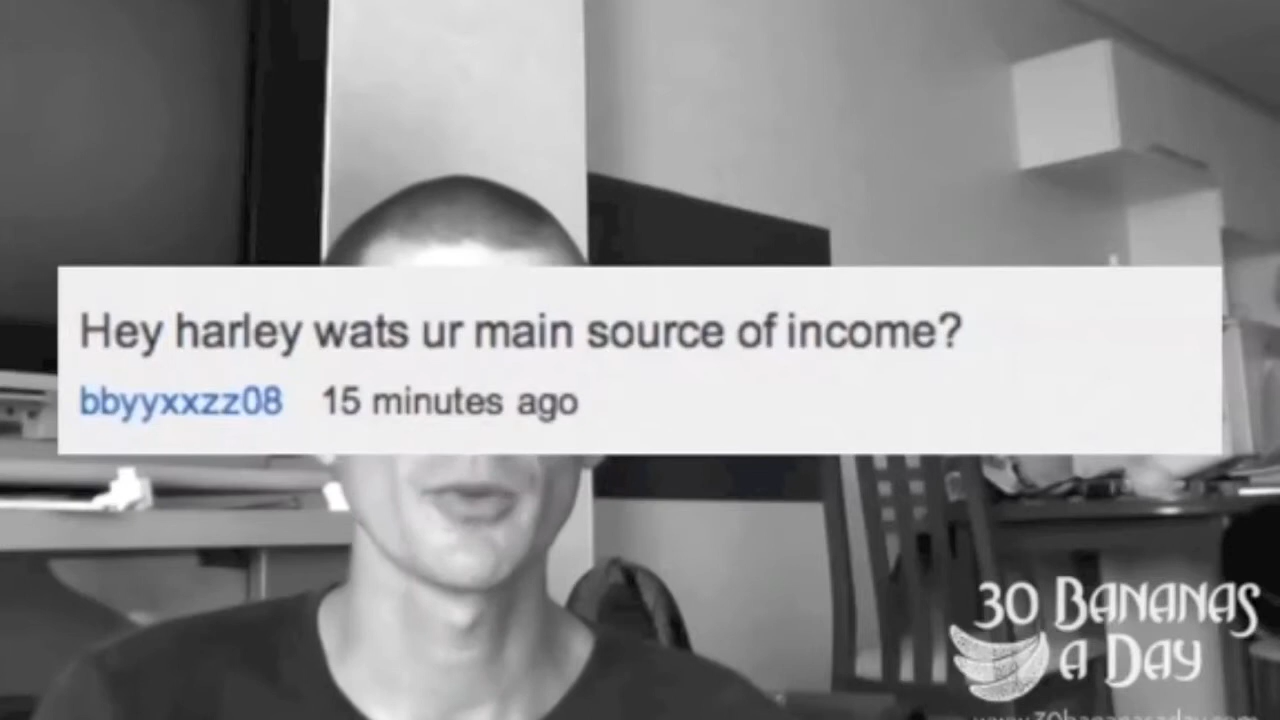 Hey harley wats ur main source of income?
bbyyxxzz08 15 minutes ago
30 BANANAS
A DAY